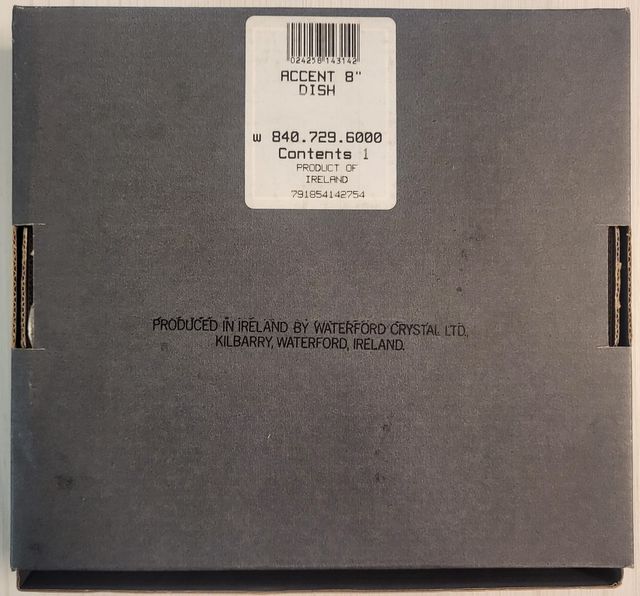 024258143142
ACCENT 8"
DISH
w 840.729.6000
Contents 1
PRODUCT OF
IRELAND
791854142754
PRODUCED IN IRELAND BY WATERFORD CRYSTAL LTD.,
KILBARRY, WATERFORD, IRELAND.